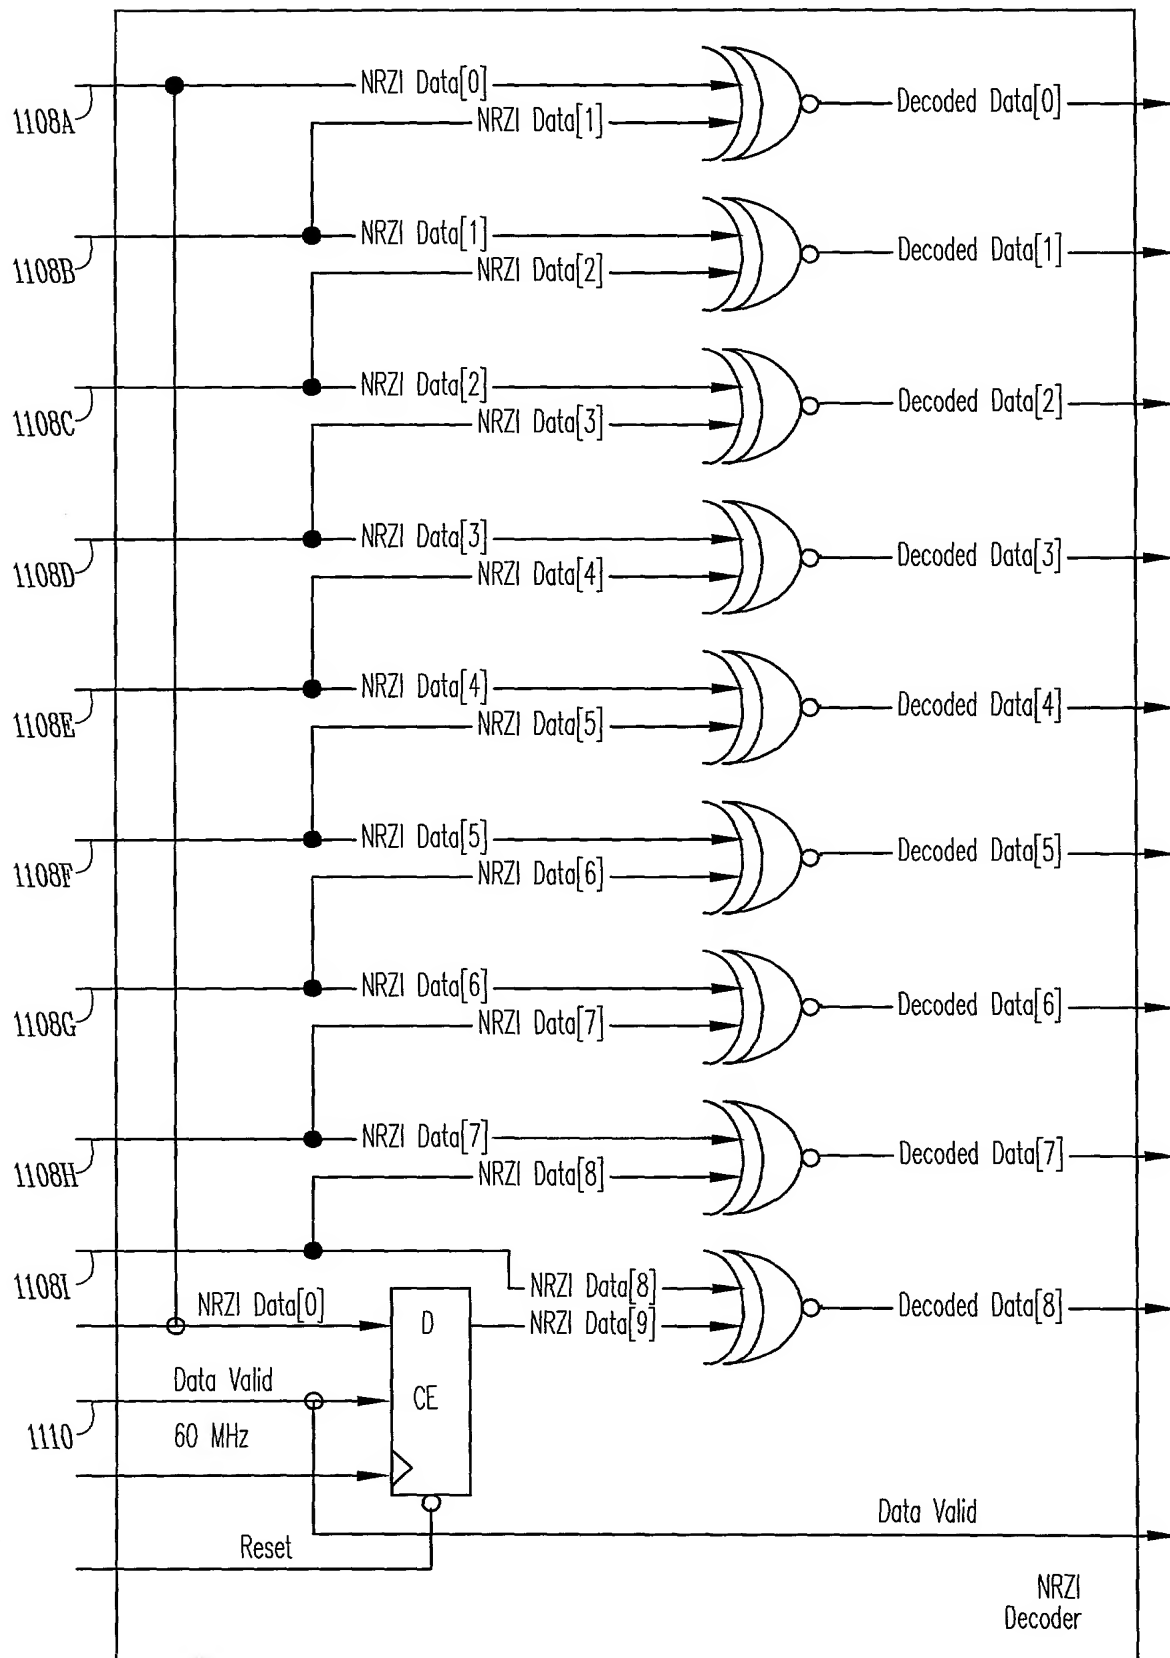 NRZI Data[0]
Decoded Data[0]
1108A
NRZI Data[1]
NRZI Data[1]
Decoded Data[1]
1108B
NRZI Data[2]
NRZI Data[2]
Decoded Data[2]
1108C
NRZI Data[3]
NRZI Data[3]
Decoded Data[3]
1108D
NRZI Data[4]
NRZI Data[4]
Decoded Data[4]
1108E
NRZI Data[5]
NRZI Data[5]
Decoded Data[5]
1108F
NRZI Data[6]
NRZI Data[6]
Decoded Data[6]
1108G
NRZI Data[7]
NRZI Data[7]
Decoded Data[7]
1108H
NRZI Data[8]
1108I
NRZI Data[8]
Decoded Data[8]
NRZI Data[0]
D
NRZI Data[9]
Data Valid
CE
1110
60 MHz
Data Valid
Reset
NRZI
Decoder